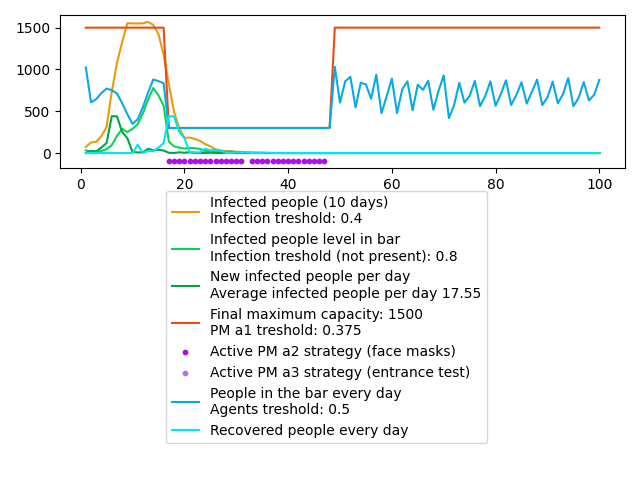 1500
1000
500
0
0
20
40
60
80
100
Infected people (10 days)
Infection treshold: 0.4
Infected people level in bar
Infection treshold (not present): 0.8
New infected people per day
Average infected people per day 17.55
Final maximum capacity: 1500
PM a1 treshold: 0.375
Active PM a2 strategy (face masks)
Active PM a3 strategy (entrance test)
People in the bar every day
Agents treshold: 0.5
Recovered people every day